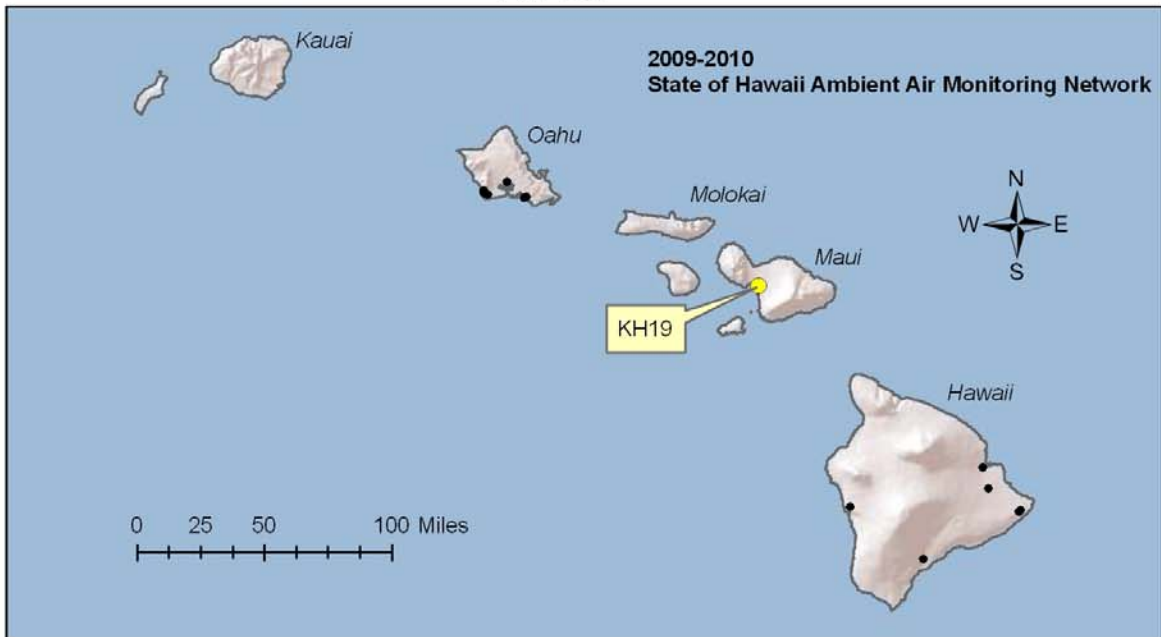 Kauai
2009-2010
State of Hawaii Ambient Air Monitoring Network
Oahu
Molokai
N
W E
S
Maui
KH19
Hawaii
0 25 50 100 Miles